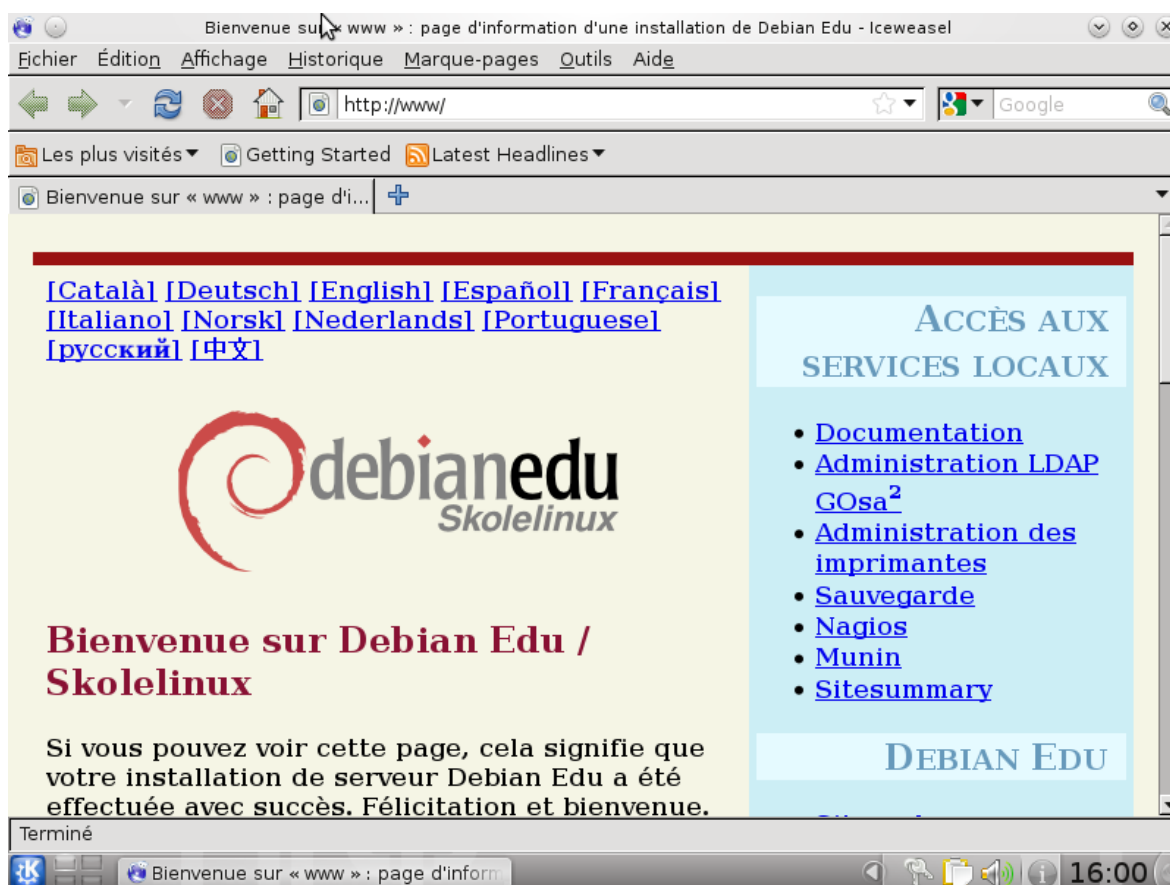 Bienvenue sur « www » : page d'information d'une installation de Debian Edu - Iceweasel
Fichier Édition Affichage Historique Marque-pages Outils Aide
http://www/
Google
Les plus visités Getting Started Latest Headlines
Bienvenue sur « www » : page d'i...
[Català] [Deutsch] [English] [Español] [Français]
[Italiano] [Norsk] [Nederlands] [Portuguese]
[русский] [中文]
debianedu
Skolelinux
Bienvenue sur Debian Edu /
Skolelinux
Si vous pouvez voir cette page, cela signifie que
votre installation de serveur Debian Edu a été
effectuée avec succès. Félicitation et bienvenue.
Accès aux
services locaux
Documentation
Administration LDAP
GOsa²
Administration des
imprimantes
Sauvegarde
Nagios
Munin
Sitesummary
Debian Edu
Terminé
Bienvenue sur « www » : page d'inform
16:00